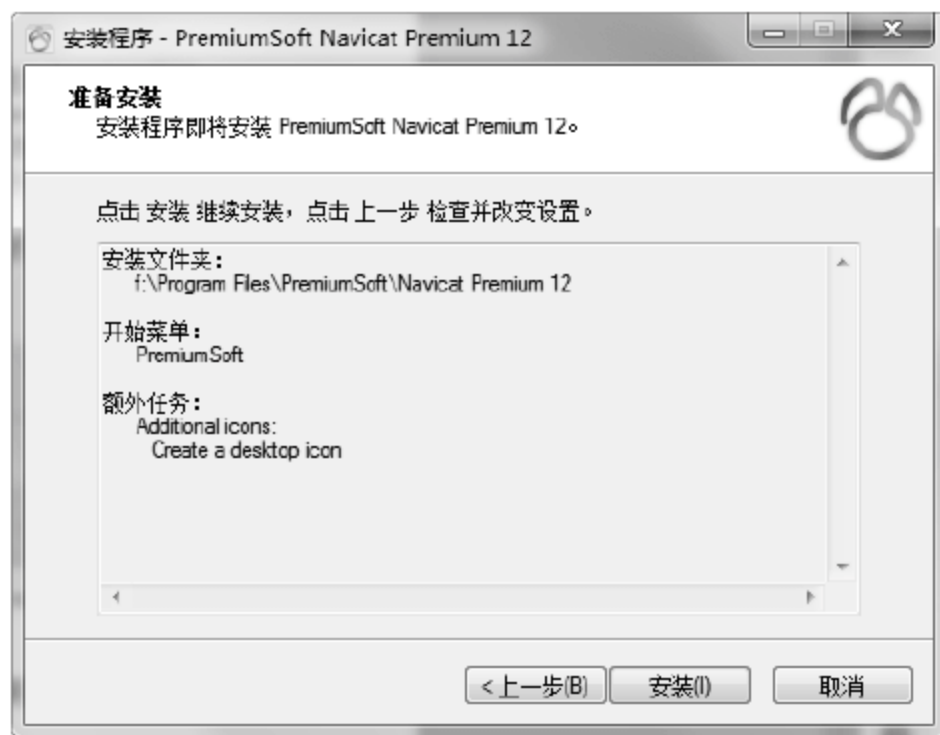 安装程序 - PremiumSoft Navicat Premium 12
准备安装
安装程序即将安装 PremiumSoft Navicat Premium 12。
点击 安装 继续安装，点击 上一步 检查并改变设置。
安装文件夹：
f:\Program Files\PremiumSoft\Navicat Premium 12
开始菜单：
PremiumSoft
额外任务：
Additional icons:
Create a desktop icon
<上一步(B) 安装(I) 取消